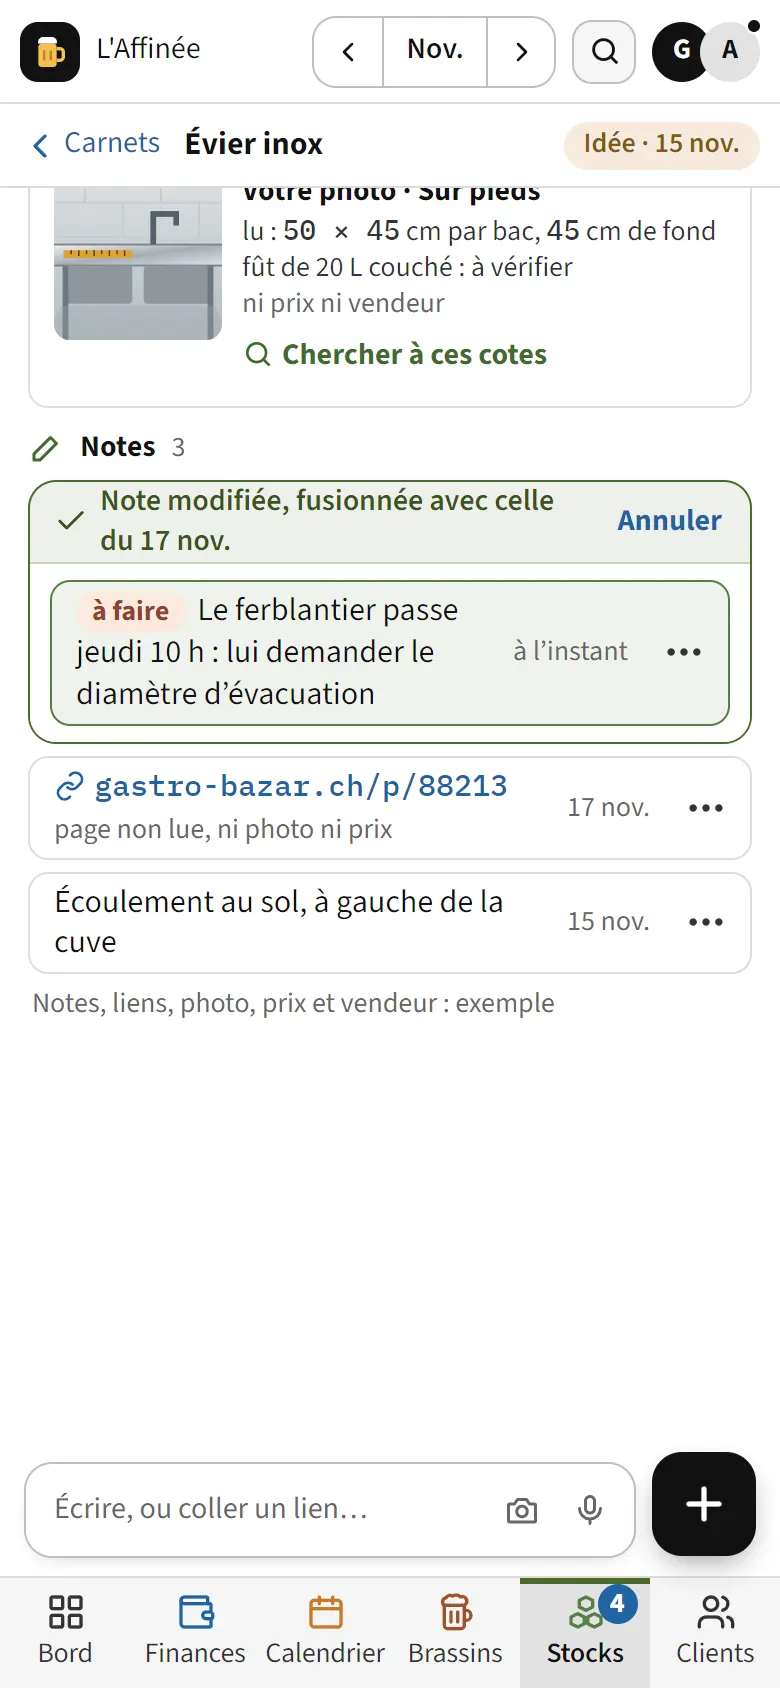 L'Affinée
Nov.
G
A
Carnets
Évier inox
Idée · 15 nov.
Votre photo · Sur pieds
lu : 50 × 45 cm par bac, 45 cm de fond
fût de 20 L couché : à vérifier
ni prix ni vendeur
Chercher à ces cotes
Notes 3
Note modifiée, fusionnée avec celle
du 17 nov.
Annuler
à faire Le ferblantier passe
jeudi 10 h : lui demander le
diamètre d’évacuation
à l’instant
gastro-bazar.ch/p/88213
page non lue, ni photo ni prix
17 nov.
Écoulement au sol, à gauche de la
cuve
15 nov.
Notes, liens, photo, prix et vendeur : exemple
Écrire, ou coller un lien…
Bord
Finances
Calendrier
Brassins
4
Stocks
Clients